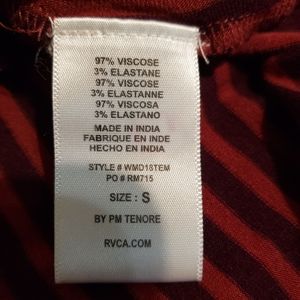 97% VISCOSE
3% ELASTANE
97% VISCOSE
3% ELASTANNE
97% VISCOSA
3% ELASTANO
MADE IN INDIA
FABRIQUE EN INDE
HECHO EN INDIA
STYLE # WMD18TEM
PO # RM715
SIZE : S
BY PM TENORE
RVCA.COM